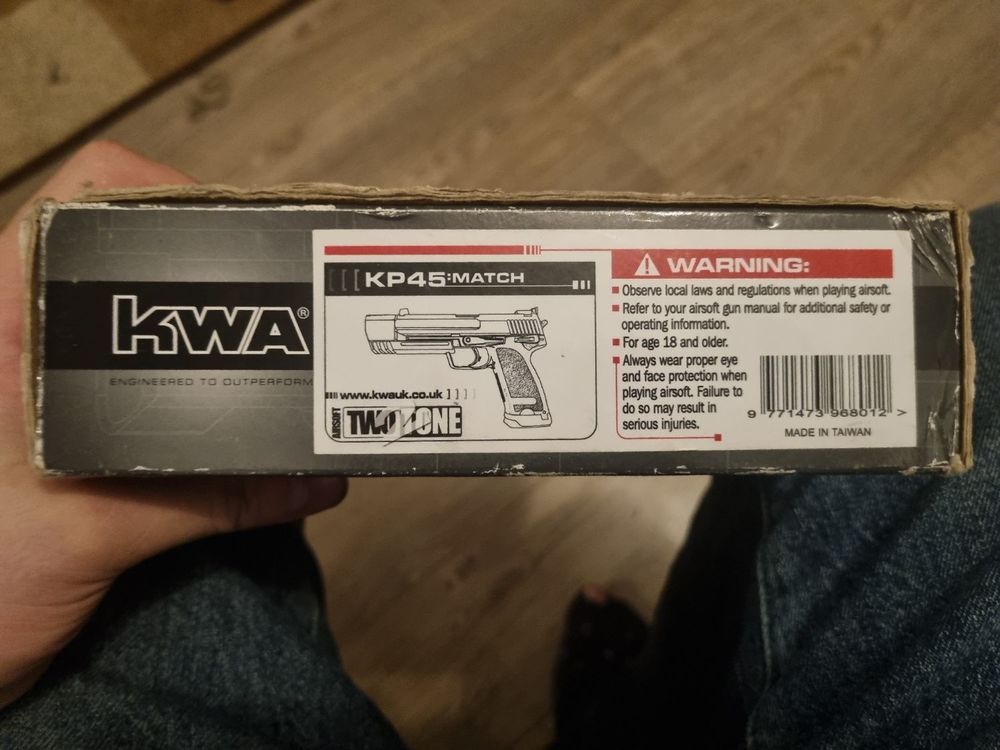 KWA®
ENGINEERED TO OUTPERFORM
KP45:MATCH
www.kwauk.co.uk
AIRSOFT
TWO TONE
WARNING:
Observe local laws and regulations when playing airsoft.
Refer to your airsoft gun manual for additional safety or
operating information.
For age 18 and older.
Always wear proper eye
and face protection when
playing airsoft. Failure to
do so may result in
serious injuries.
9 771473 968012 >
MADE IN TAIWAN